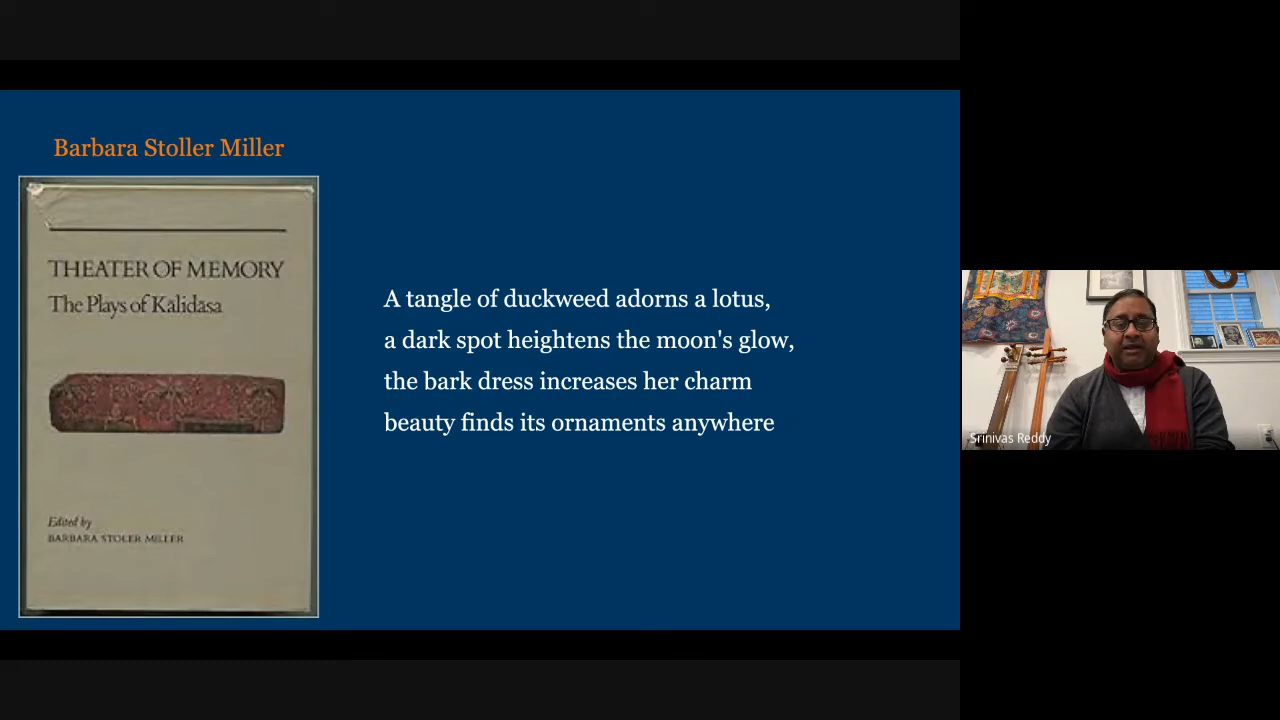 Barbara Stoller Miller
THEATER OF MEMORY
The Plays of Kālidāsa
Edited by
BARBARA STOLER MILLER
A tangle of duckweed adorns a lotus,
a dark spot heightens the moon's glow,
the bark dress increases her charm
beauty finds its ornaments anywhere
Srinivas Reddy